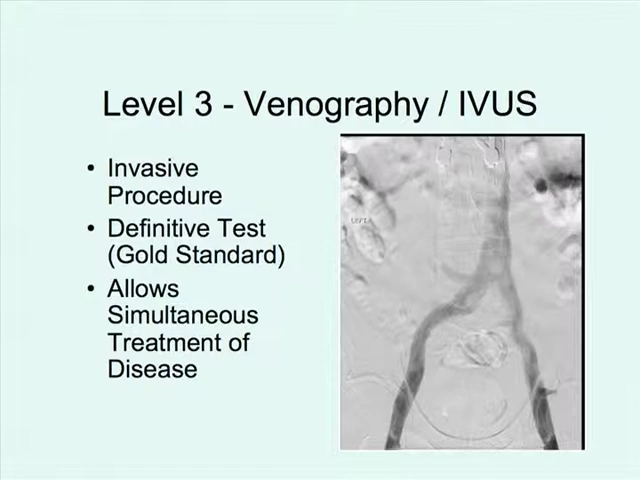 Level 3 - Venography / IVUS
• Invasive
Procedure
• Definitive Test
(Gold Standard)
• Allows
Simultaneous
Treatment of
Disease